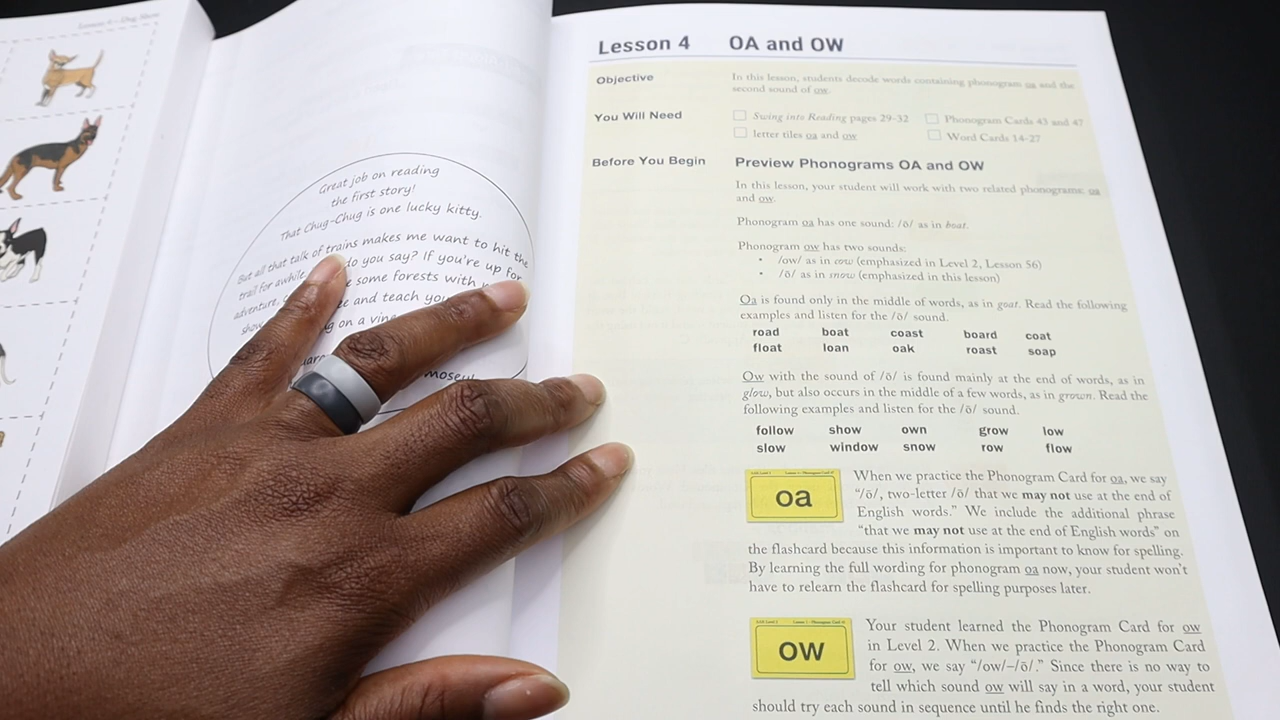 Lesson 4 – Dog Show
Great job on reading
the first story!
That Chug-Chug is one lucky kitty.
But all that talk of trains makes me want to hit the
trail for awhile. do you say? If you're up for
adventure, some forests with
show and teach you
on a vine
Lesson 4 OA and OW
Objective In this lesson, students decode words containing phonogram oa and the
second sound of ow.
You Will Need Swing into Reading pages 29-32 Phonogram Cards 43 and 47
letter tiles oa and ow Word Cards 14-27
Before You Begin Preview Phonograms OA and OW
In this lesson, your student will work with two related phonograms: oa
and ow.
Phonogram oa has one sound: /ō/ as in boat.
Phonogram ow has two sounds:
• /ow/ as in cow (emphasized in Level 2, Lesson 56)
• /ō/ as in snow (emphasized in this lesson)
Oa is found only in the middle of words, as in goat. Read the following
examples and listen for the /ō/ sound.
road boat coast board coat
float loan oak roast soap
Ow with the sound of /ō/ is found mainly at the end of words, as in
glow, but also occurs in the middle of a few words, as in grown. Read the
following examples and listen for the /ō/ sound.
follow show own grow low
slow window snow row flow
oa
When we practice the Phonogram Card for oa, we say
"/ō/, two-letter /ō/ that we may not use at the end of
English words." We include the additional phrase
"that we may not use at the end of English words" on
the flashcard because this information is important to know for spelling.
By learning the full wording for phonogram oa now, your student won't
have to relearn the flashcard for spelling purposes later.
ow
Your student learned the Phonogram Card for ow
in Level 2. When we practice the Phonogram Card
for ow, we say "/ow/–/ō/." Since there is no way to
tell which sound ow will say in a word, your student
should try each sound in sequence until he finds the right one.